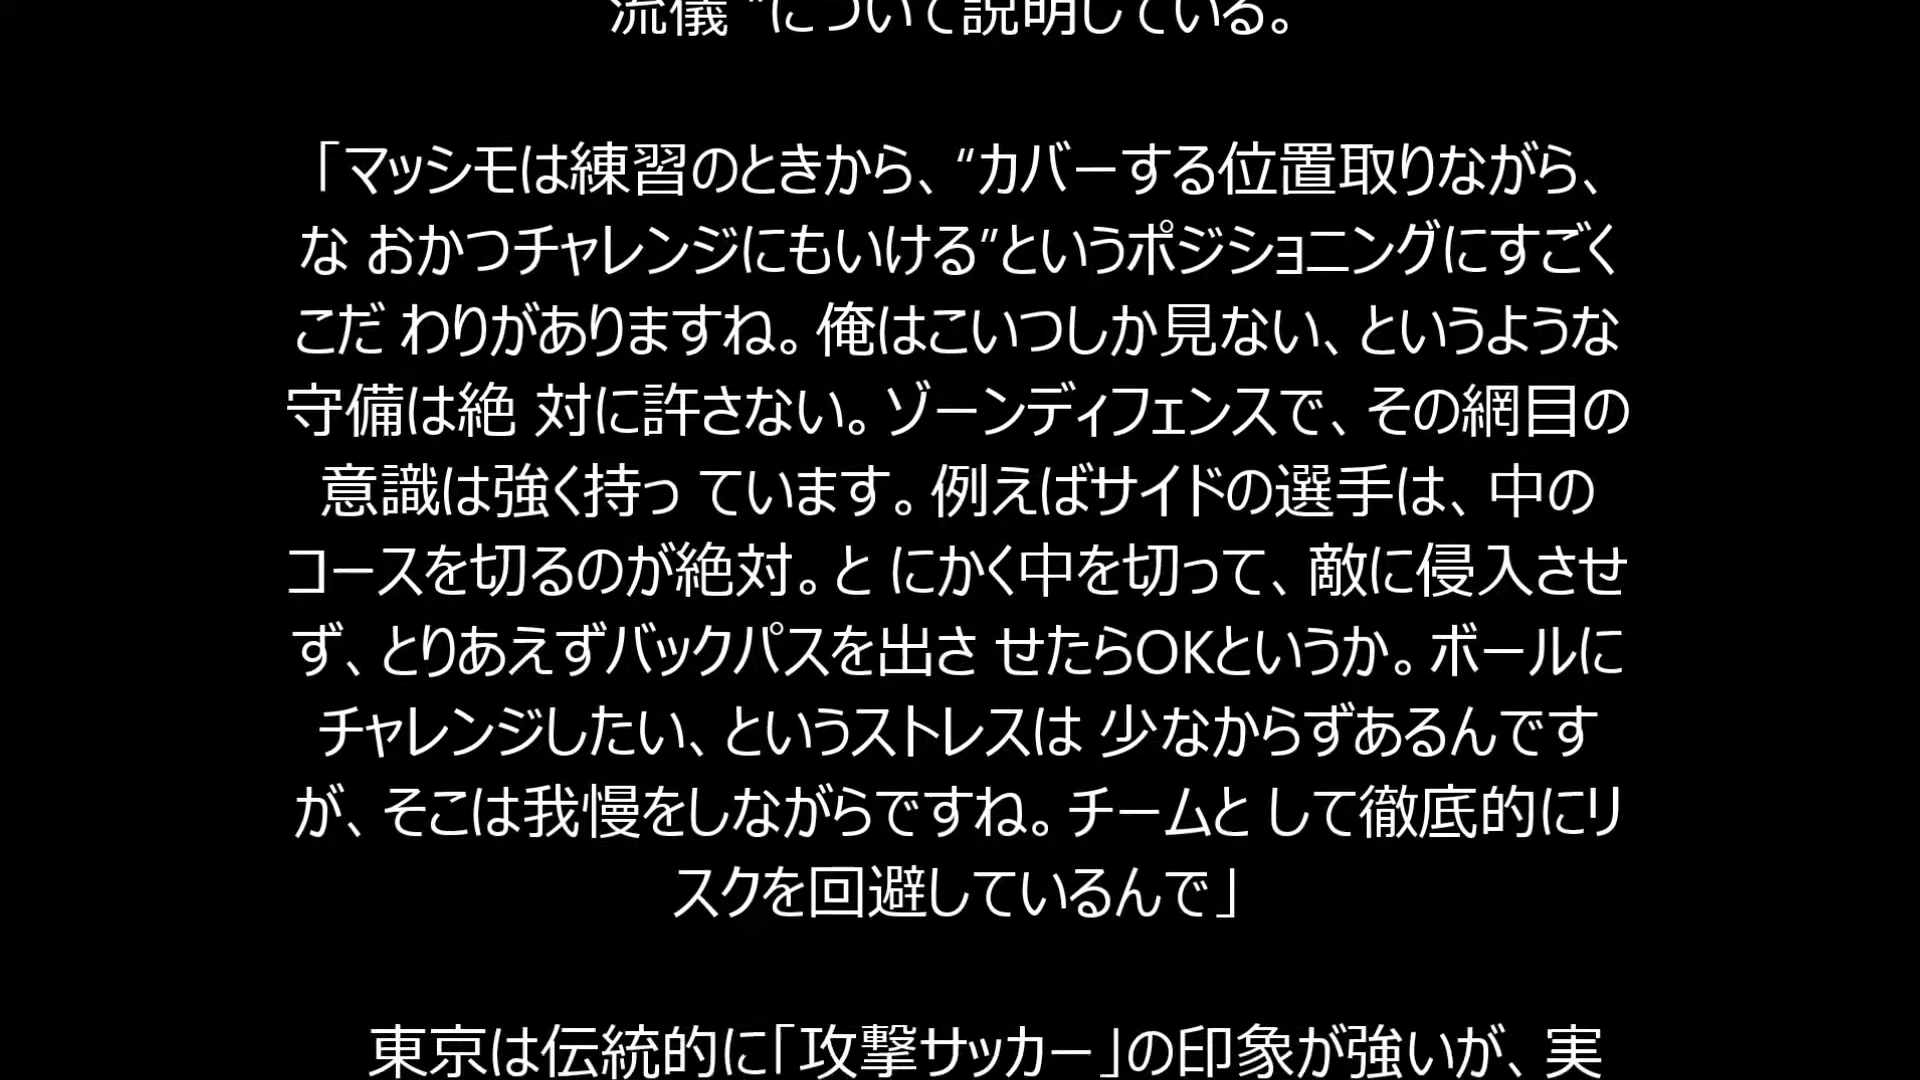 流儀 ”について説明している。
「マッシモは練習のときから、“カバーする位置取りながら、
な おかつチャレンジにもいける”というポジショニングにすごく
こだ わりがありますね。俺はこいつしか見ない、というような
守備は絶 対に許さない。ゾーンディフェンスで、その網目の
意識は強く持っ ています。例えばサイドの選手は、中の
コースを切るのが絶対。と にかく中を切って、敵に侵入させ
ず、とりあえずバックパスを出さ せたらOKというか。ボールに
チャレンジしたい、というストレスは 少なからずあるんです
が、そこは我慢をしながらですね。チームと して徹底的にリ
スクを回避しているんで」
東京は伝統的に「攻撃サッカー」の印象が強いが、実